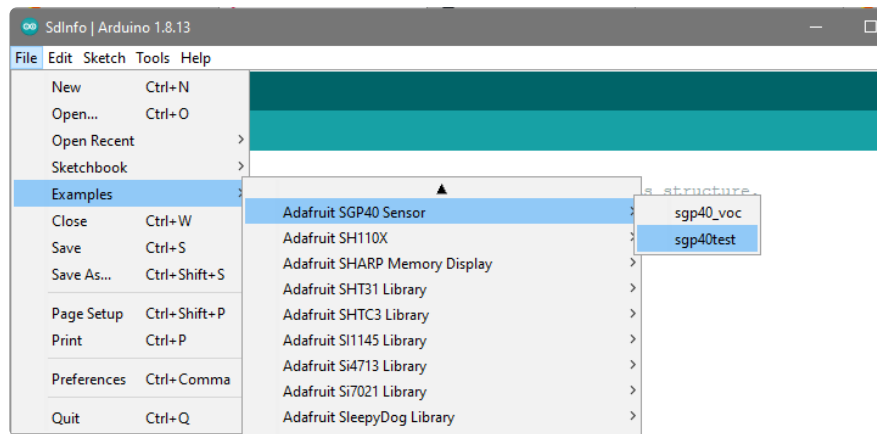 SdInfo | Arduino 1.8.13
File Edit Sketch Tools Help
New Ctrl+N
Open... Ctrl+O
Open Recent
Sketchbook
Examples
Close Ctrl+W
Save Ctrl+S
Save As... Ctrl+Shift+S
Page Setup Ctrl+Shift+P
Print Ctrl+P
Preferences Ctrl+Comma
Quit Ctrl+Q
Adafruit SGP40 Sensor
Adafruit SH110X
Adafruit SHARP Memory Display
Adafruit SHT31 Library
Adafruit SHTC3 Library
Adafruit SI1145 Library
Adafruit Si4713 Library
Adafruit Si7021 Library
Adafruit SleepyDog Library
s structure.
sgp40_voc
sgp40test